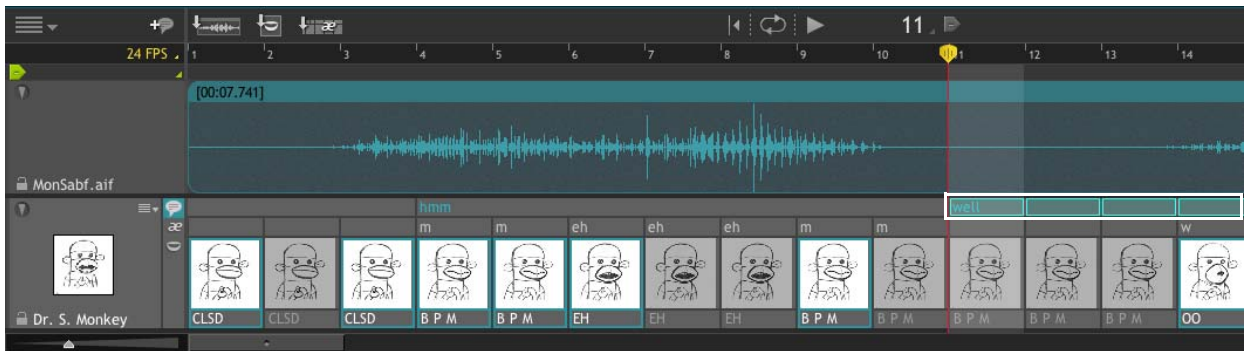 æ
11
24 FPS 1 2 3 4 5 6 7 8 9 10 11 12 13 14
[00:07.741]
MonSabf.aif
hmm well
æ m m eh eh eh m m w
Dr. S. Monkey CLSD CLSD CLSD B P M B P M EH EH EH B P M B P M B P M B P M B P M OO